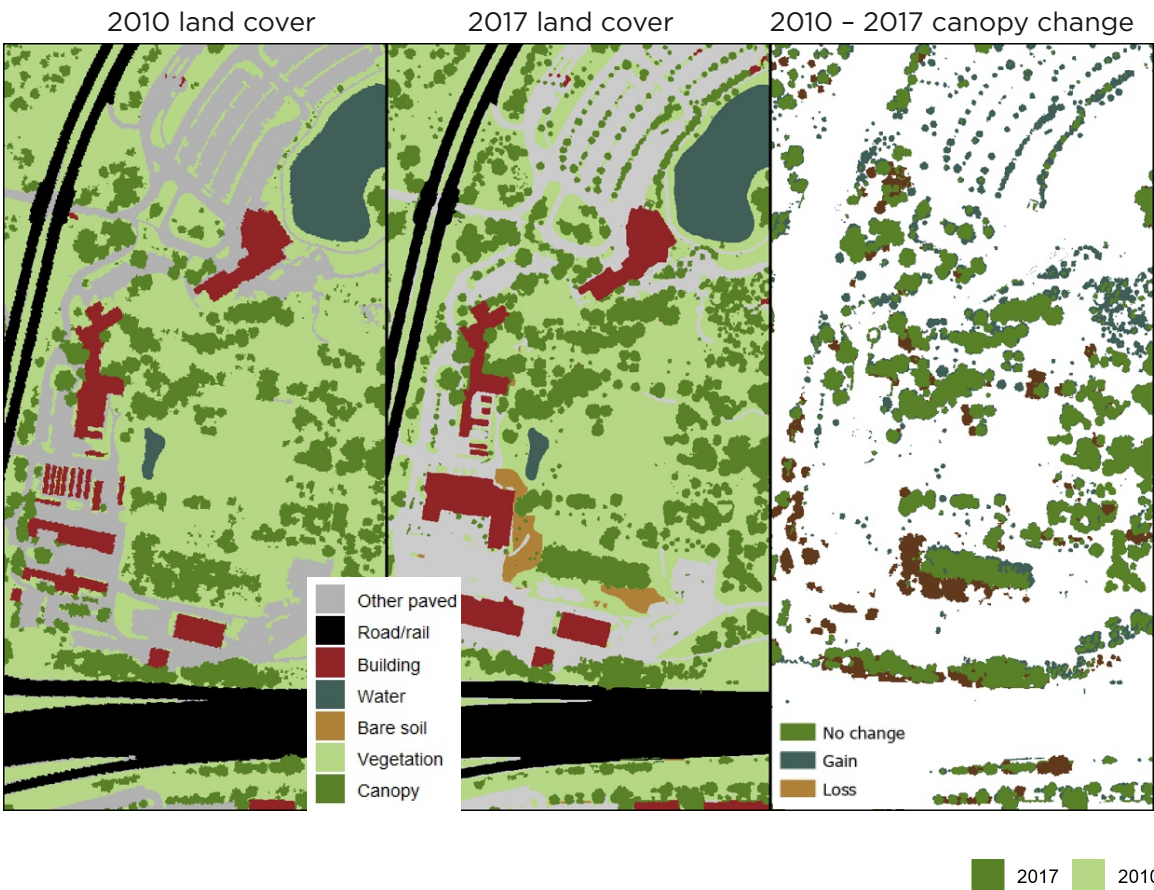 2010 land cover
2017 land cover
2010 – 2017 canopy change
Other paved
Road/rail
Building
Water
Bare soil
Vegetation
Canopy
No change
Gain
Loss
2017
201